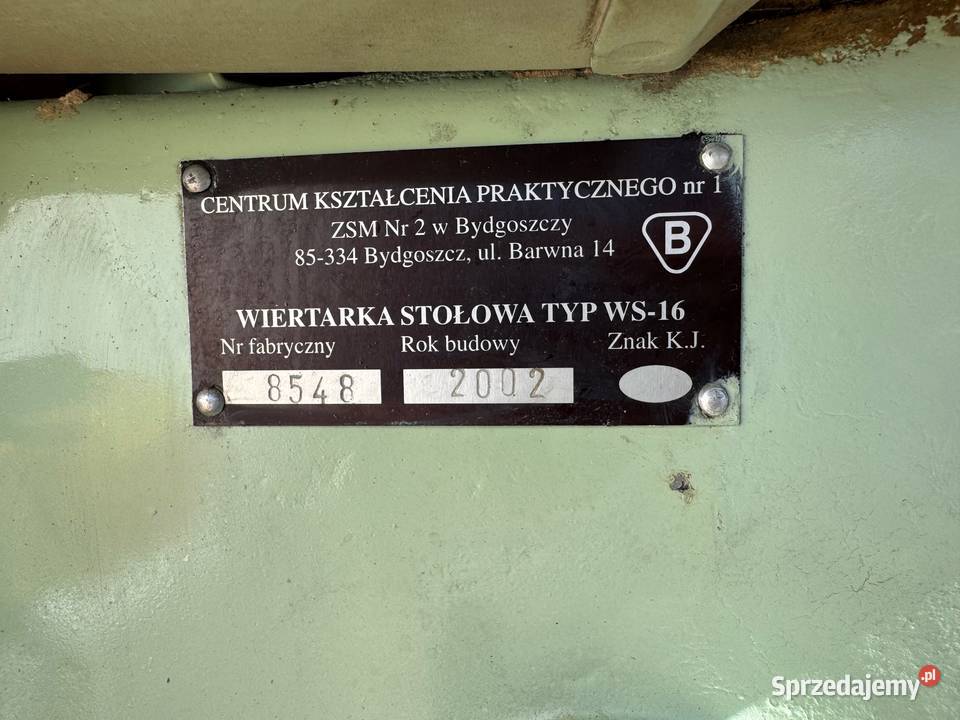 CENTRUM KSZTAŁCENIA PRAKTYCZNEGO nr 1
ZSM Nr 2 w Bydgoszczy
85-334 Bydgoszcz, ul. Barwna 14
B
WIERTARKA STOŁOWA TYP WS-16
Nr fabryczny Rok budowy Znak K.J.
8548 2002
Sprzedajemy.pl